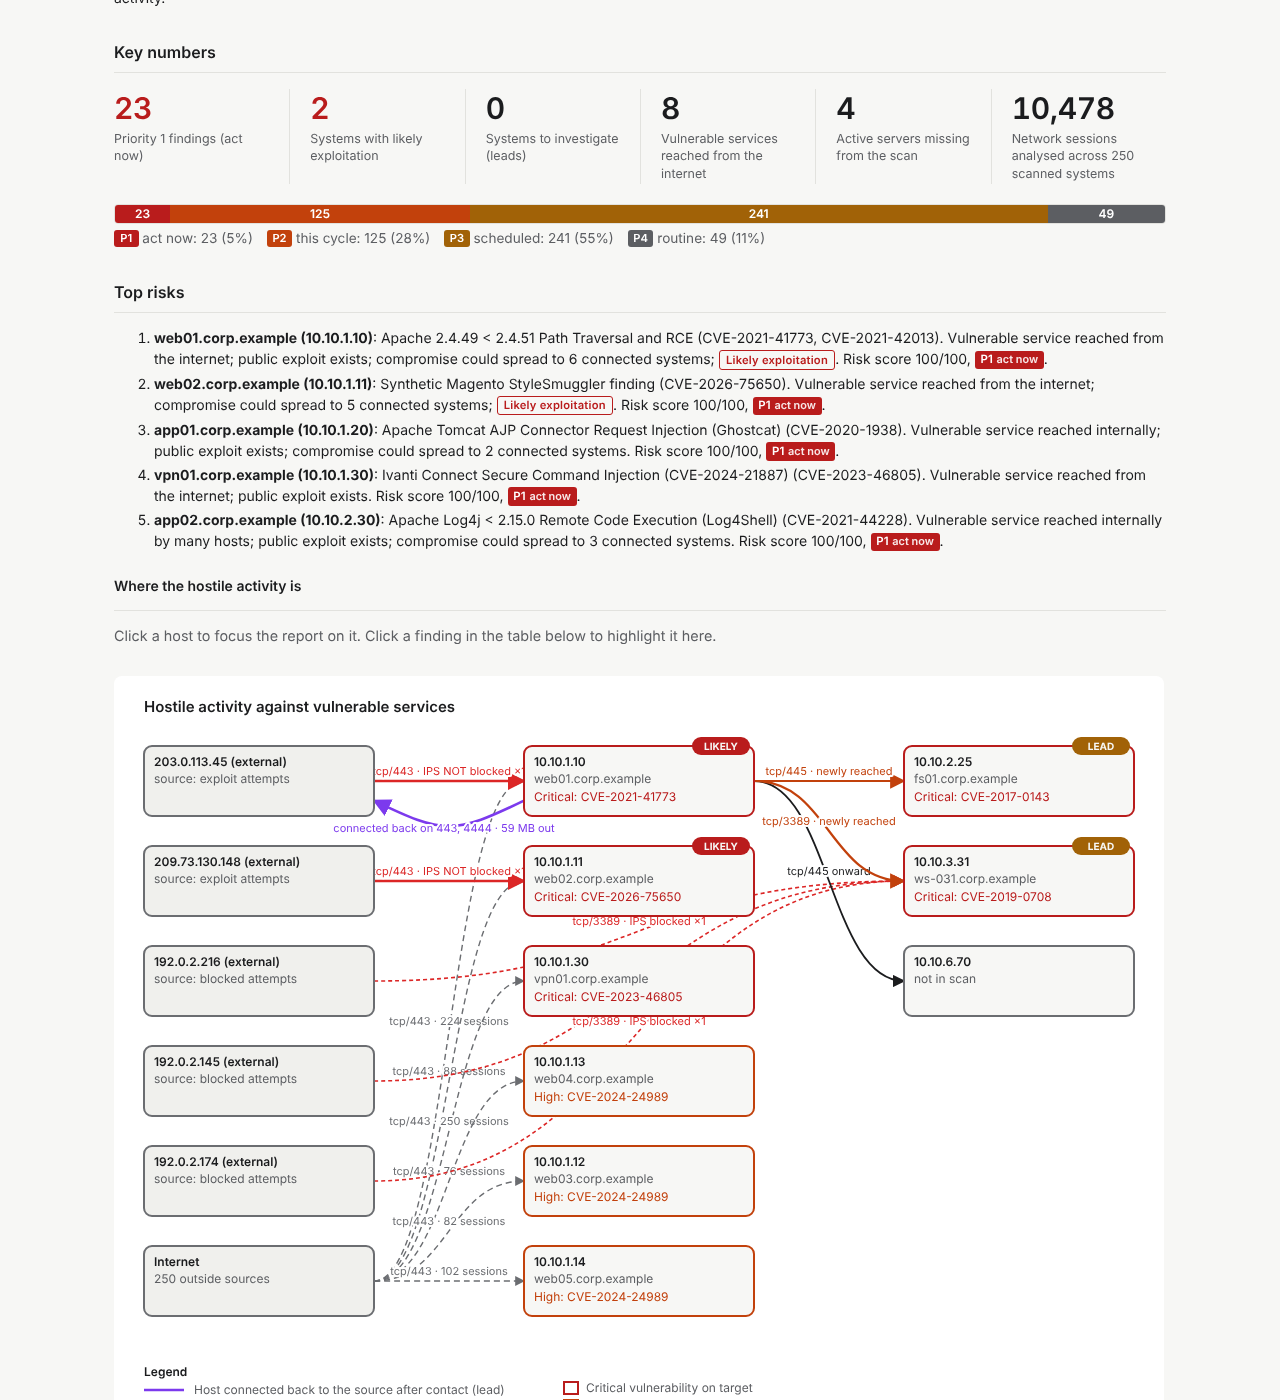 activity.
Key numbers
23
Priority 1 findings (act
now)
2
Systems with likely
exploitation
0
Systems to investigate
(leads)
8
Vulnerable services
reached from the
internet
4
Active servers missing
from the scan
10,478
Network sessions
analysed across 250
scanned systems
23
125
241
49
P1 act now: 23 (5%) P2 this cycle: 125 (28%) P3 scheduled: 241 (55%) P4 routine: 49 (11%)
Top risks
1. web01.corp.example (10.10.1.10): Apache 2.4.49 < 2.4.51 Path Traversal and RCE (CVE-2021-41773, CVE-2021-42013). Vulnerable service reached from
the internet; public exploit exists; compromise could spread to 6 connected systems; Likely exploitation. Risk score 100/100, P1 act now.
2. web02.corp.example (10.10.1.11): Synthetic Magento StyleSmuggler finding (CVE-2026-75650). Vulnerable service reached from the internet;
compromise could spread to 5 connected systems; Likely exploitation. Risk score 100/100, P1 act now.
3. app01.corp.example (10.10.1.20): Apache Tomcat AJP Connector Request Injection (Ghostcat) (CVE-2020-1938). Vulnerable service reached internally;
public exploit exists; compromise could spread to 2 connected systems. Risk score 100/100, P1 act now.
4. vpn01.corp.example (10.10.1.30): Ivanti Connect Secure Command Injection (CVE-2024-21887) (CVE-2023-46805). Vulnerable service reached from
the internet; public exploit exists. Risk score 100/100, P1 act now.
5. app02.corp.example (10.10.2.30): Apache Log4j < 2.15.0 Remote Code Execution (Log4Shell) (CVE-2021-44228). Vulnerable service reached internally
by many hosts; public exploit exists; compromise could spread to 3 connected systems. Risk score 100/100, P1 act now.
Where the hostile activity is
Click a host to focus the report on it. Click a finding in the table below to highlight it here.
Hostile activity against vulnerable services
203.0.113.45 (external)
source: exploit attempts
tcp/443 · IPS NOT blocked
LIKELY
10.10.1.10
web01.corp.example
Critical: CVE-2021-41773
tcp/445 · newly reached
LEAD
10.10.2.25
fs01.corp.example
Critical: CVE-2017-0143
connected back on 443, 4444 · 59 MB out
tcp/3389 · newly reached
209.73.130.148 (external)
source: exploit attempts
tcp/443 · IPS NOT blocked
LIKELY
10.10.1.11
web02.corp.example
Critical: CVE-2026-75650
tcp/445 onward
LEAD
10.10.3.31
ws-031.corp.example
Critical: CVE-2019-0708
tcp/3389 · IPS blocked ×1
192.0.2.216 (external)
source: blocked attempts
10.10.1.30
vpn01.corp.example
Critical: CVE-2023-46805
10.10.6.70
not in scan
tcp/443 · 224 sessions
tcp/3389 · IPS blocked ×1
192.0.2.145 (external)
source: blocked attempts
tcp/443 · 88 sessions
10.10.1.13
web04.corp.example
High: CVE-2024-24989
tcp/443 · 250 sessions
192.0.2.174 (external)
source: blocked attempts
tcp/443 · sessions
10.10.1.12
web03.corp.example
High: CVE-2024-24989
tcp/443 · 82 sessions
Internet
250 outside sources
tcp/443 · 102 sessions
10.10.1.14
web05.corp.example
High: CVE-2024-24989
Legend
Host connected back to the source after contact (lead)
Critical vulnerability on target